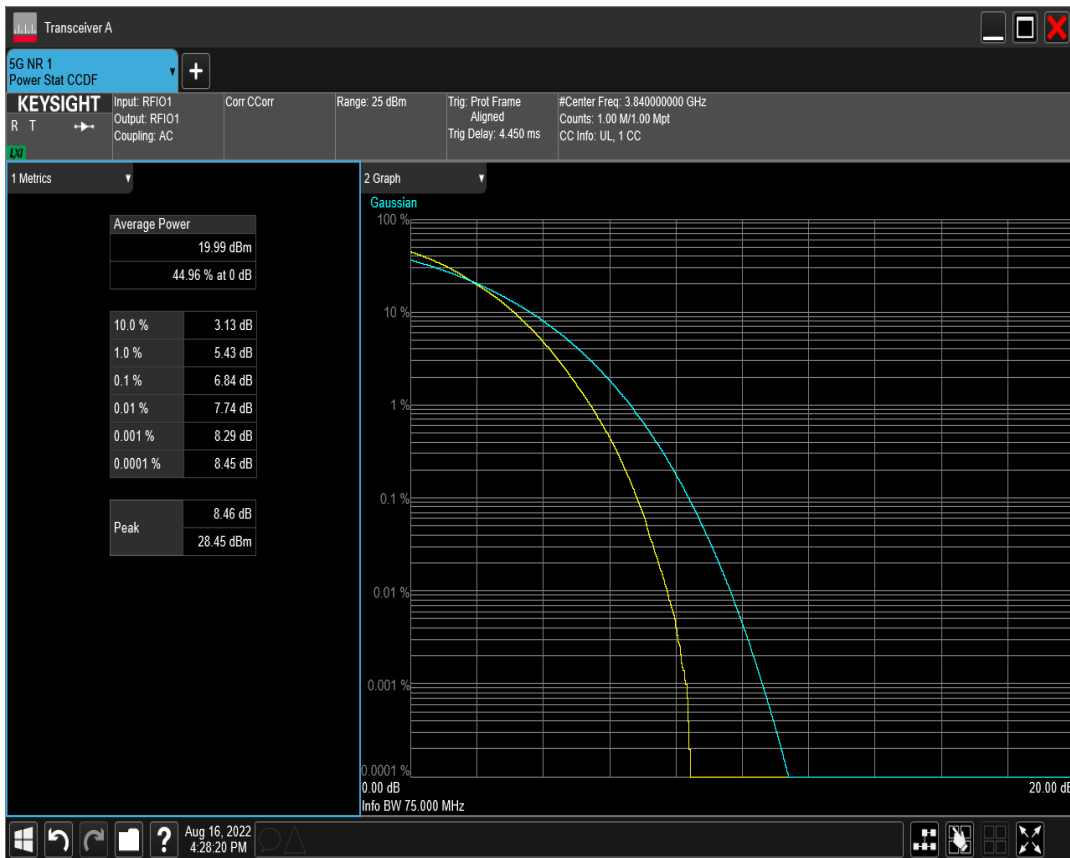 Transceiver A
5G NR 1
Power Stat CCDF
+
KEYSIGHT
R T
LXI
Input: RFIO1
Output: RFIO1
Coupling: AC
Corr CCorr
Range: 25 dBm
Trig: Prot Frame
Aligned
Trig Delay: 4.450 ms
#Center Freq: 3.840000000 GHz
Counts: 1.00 M/1.00 Mpt
CC Info: UL, 1 CC
1 Metrics
Average Power
19.99 dBm
44.96 % at 0 dB
10.0 % 3.13 dB
1.0 % 5.43 dB
0.1 % 6.84 dB
0.01 % 7.74 dB
0.001 % 8.29 dB
0.0001 % 8.45 dB
Peak 8.46 dB
28.45 dBm
2 Graph
Gaussian
100 %
10 %
1 %
0.1 %
0.01 %
0.001 %
0.0001 %
0.00 dB
20.00 dB
Info BW 75.000 MHz
?
Aug 16, 2022
4:28:20 PM